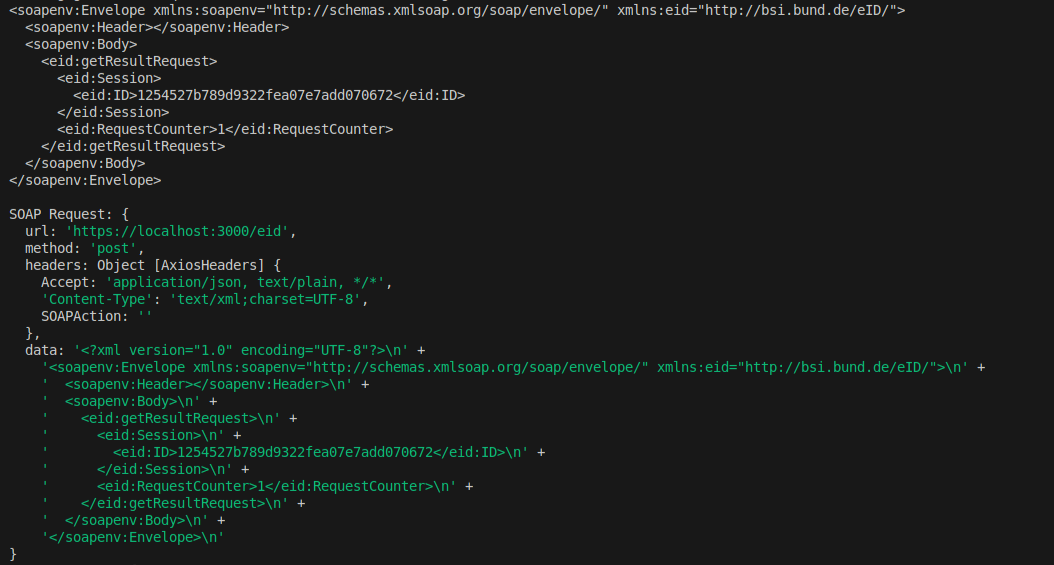 <soapenv:Envelope xmlns:soapenv="http://schemas.xmlsoap.org/soap/envelope/" xmlns:eid="http://bsi.bund.de/eID/">
  <soapenv:Header></soapenv:Header>
  <soapenv:Body>
    <eid:getResultRequest>
      <eid:Session>
        <eid:ID>1254527b789d9322fea07e7add070672</eid:ID>
      </eid:Session>
      <eid:RequestCounter>1</eid:RequestCounter>
    </eid:getResultRequest>
  </soapenv:Body>
</soapenv:Envelope>

SOAP Request: {
  url: 'https://localhost:3000/eid',
  method: 'post',
  headers: Object [AxiosHeaders] {
    Accept: 'application/json, text/plain, */*',
    'Content-Type': 'text/xml;charset=UTF-8',
    SOAPAction: ''
  },
  data: '<?xml version="1.0" encoding="UTF-8"?>\n' +
    '<soapenv:Envelope xmlns:soapenv="http://schemas.xmlsoap.org/soap/envelope/" xmlns:eid="http://bsi.bund.de/eID/">\n' +
    '  <soapenv:Header></soapenv:Header>\n' +
    '  <soapenv:Body>\n' +
    '    <eid:getResultRequest>\n' +
    '      <eid:Session>\n' +
    '        <eid:ID>1254527b789d9322fea07e7add070672</eid:ID>\n' +
    '      </eid:Session>\n' +
    '      <eid:RequestCounter>1</eid:RequestCounter>\n' +
    '    </eid:getResultRequest>\n' +
    '  </soapenv:Body>\n' +
    '</soapenv:Envelope>\n'
}